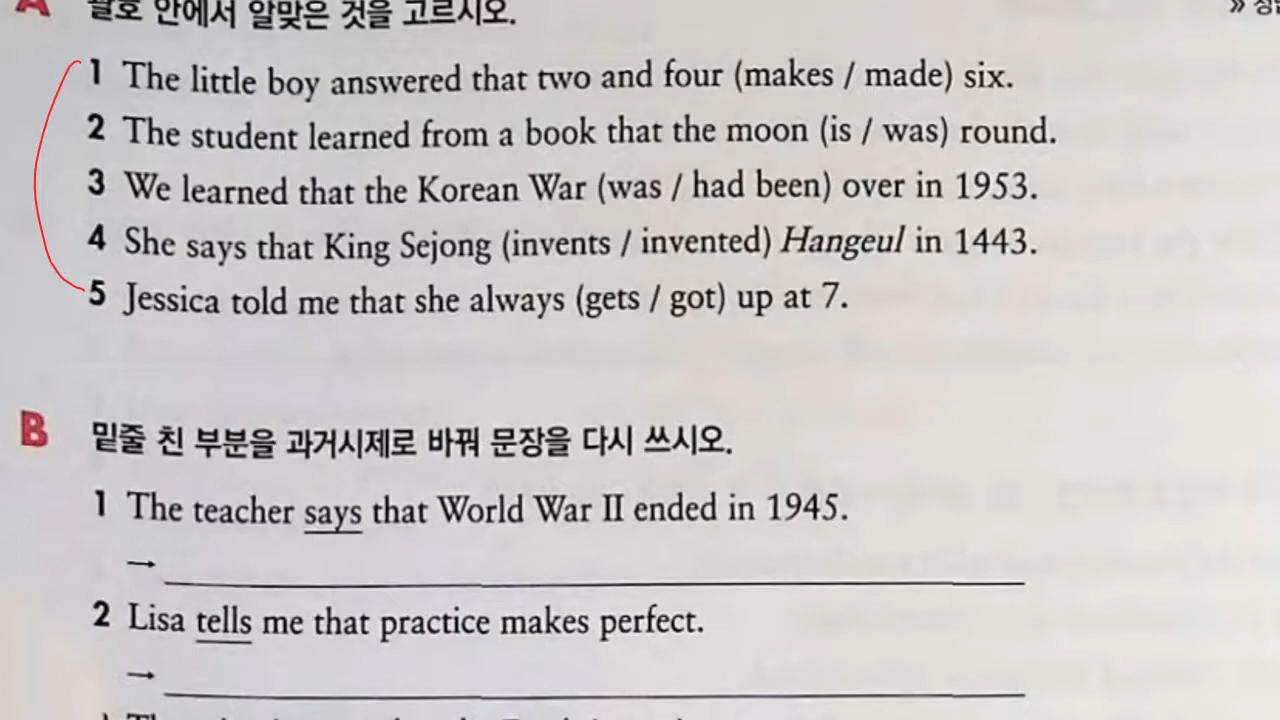 A 괄호 안에서 알맞은 것을 고르시오.
»
1 The little boy answered that two and four (makes / made) six.
2 The student learned from a book that the moon (is / was) round.
3 We learned that the Korean War (was / had been) over in 1953.
4 She says that King Sejong (invents / invented) Hangeul in 1443.
5 Jessica told me that she always (gets / got) up at 7.
B 밑줄 친 부분을 과거시제로 바꿔 문장을 다시 쓰시오.
1 The teacher says that World War II ended in 1945.
→
2 Lisa tells me that practice makes perfect.
→